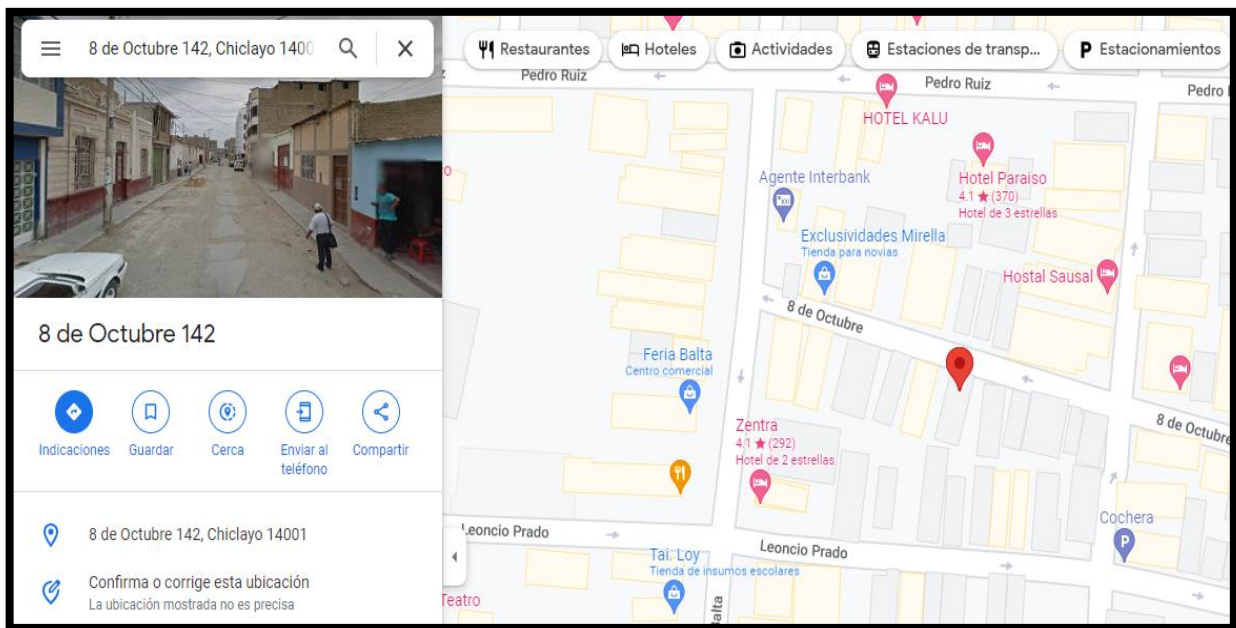 8 de Octubre 142, Chiclayo 1400
Restaurantes
Hoteles
Actividades
Estaciones de transp...
P Estacionamientos
8 de Octubre 142
Indicaciones
Guardar
Cerca
Enviar al
teléfono
Compartir
8 de Octubre 142, Chiclayo 14001
Confirma o corrige esta ubicación
La ubicación mostrada no es precisa
Pedro Ruiz
Pedro Ruiz
Pedro
HOTEL KALU
Agente Interbank
Hotel Paraiso
4.1 ★ (370)
Hotel de 3 estrellas
Exclusividades Mirella
Tienda para novias
Hostal Sausal
8 de Octubre
Feria Balta
Centro comercial
8 de Octubre
Zentra
4.1 ★ (292)
Hotel de 2 estrellas
Cochera
P
Leoncio Prado
Leoncio Prado
Tai. Loy
Tienda de insumos escolares
Teatro
Balta